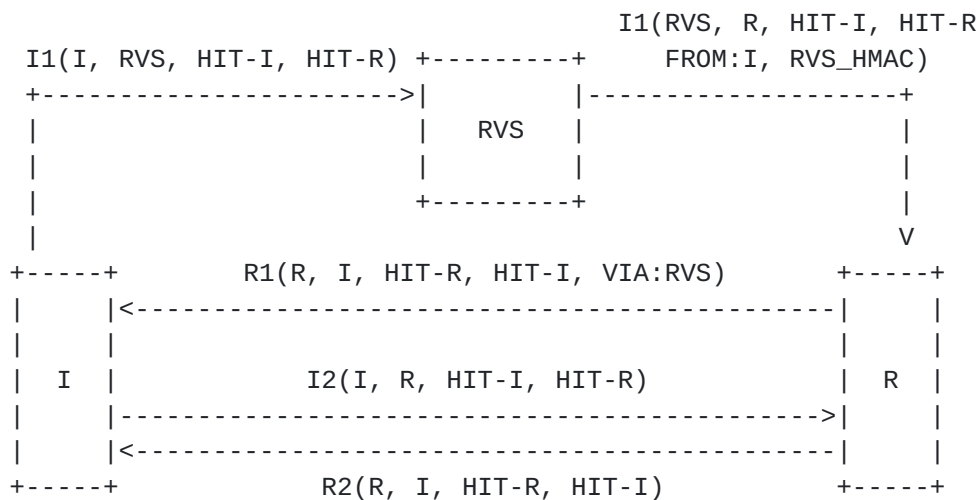 I1(RVS, R, HIT-I, HIT-R
I1(I, RVS, HIT-I, HIT-R) FROM:I, RVS_HMAC)
RVS
R1(R, I, HIT-R, HIT-I, VIA:RVS)
I I2(I, R, HIT-I, HIT-R) R
R2(R, I, HIT-R, HIT-I)